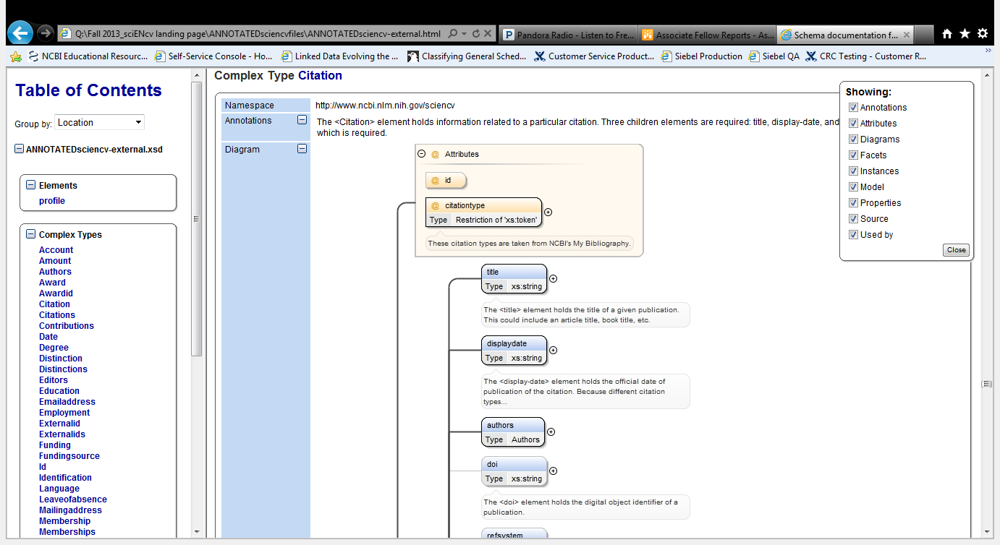 Q:\Fall 2013_sciENcv landing page\ANNOTATEDsciencvfiles\ANNOTATEDsciencv-external.html
Pandora Radio - Listen to Fre...
Associate Fellow Reports - As...
Schema documentation f...
NCBI Educational Resourc...
Self-Service Console - Ho...
Linked Data Evolving the ...
Classifying General Sched...
Customer Service Product...
Siebel Production
Siebel QA
CRC Testing - Customer R...
Table of Contents
Group by: Location
ANNOTATEDsciencv-external.xsd
Elements
profile
Complex Types
Account
Amount
Authors
Award
Awardid
Citation
Citations
Contributions
Date
Degree
Distinction
Distinctions
Editors
Education
Emailaddress
Employment
Externalid
Externalids
Funding
Fundingsource
Id
Identification
Language
Leaveofabsence
Mailingaddress
Membership
Memberships
Complex Type Citation
Namespace http://www.ncbi.nlm.nih.gov/sciencv
Annotations
The <Citation> element holds information related to a particular citation. Three children elements are required: title, display-date, and
which is required.
Diagram
@ Attributes
@ id
@ citationtype
Type Restriction of 'xs:token'
These citation types are taken from NCBI's My Bibliography.
title
Type xs:string
The <title> element holds the title of a given publication.
This could include an article title, book title, etc.
displaydate
Type xs:string
The <display-date> element holds the official date of
publication of the citation. Because different citation
types...
authors
Type Authors
doi
Type xs:string
The <doi> element holds the digital object identifier of a
publication.
refsystem
Showing:
Annotations
Attributes
Diagrams
Facets
Instances
Model
Properties
Source
Used by
Close